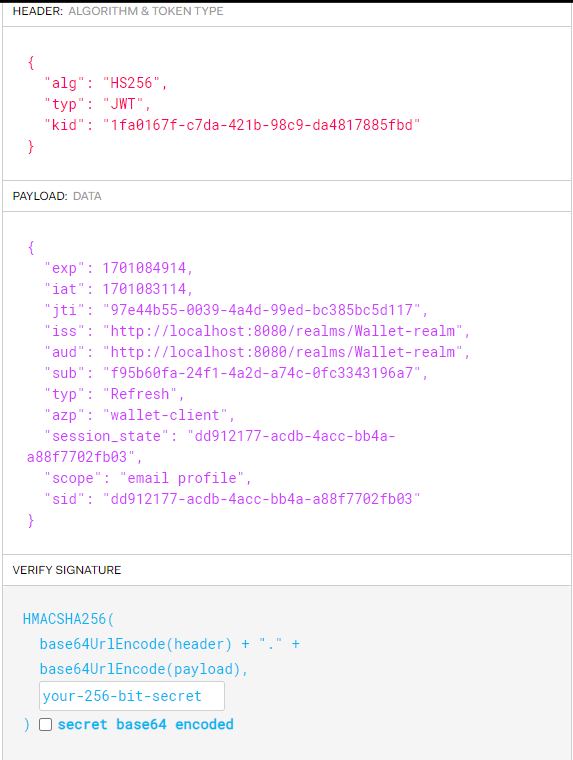 HEADER: ALGORITHM & TOKEN TYPE
{
"alg": "HS256",
"typ": "JWT",
"kid": "1fa0167f-c7da-421b-98c9-da4817885fbd"
}
PAYLOAD: DATA
{
"exp": 1701084914,
"iat": 1701083114,
"jti": "97e44b55-0039-4a4d-99ed-bc385bc5d117",
"iss": "http://localhost:8080/realms/Wallet-realm",
"aud": "http://localhost:8080/realms/Wallet-realm",
"sub": "f95b60fa-24f1-4a2d-a74c-0fc3343196a7",
"typ": "Refresh",
"azp": "wallet-client",
"session_state": "dd912177-acdb-4acc-bb4a-
a88f7702fb03",
"scope": "email profile",
"sid": "dd912177-acdb-4acc-bb4a-a88f7702fb03"
}
VERIFY SIGNATURE
HMACSHA256(
base64UrlEncode(header) + "." +
base64UrlEncode(payload),
your-256-bit-secret
) secret base64 encoded